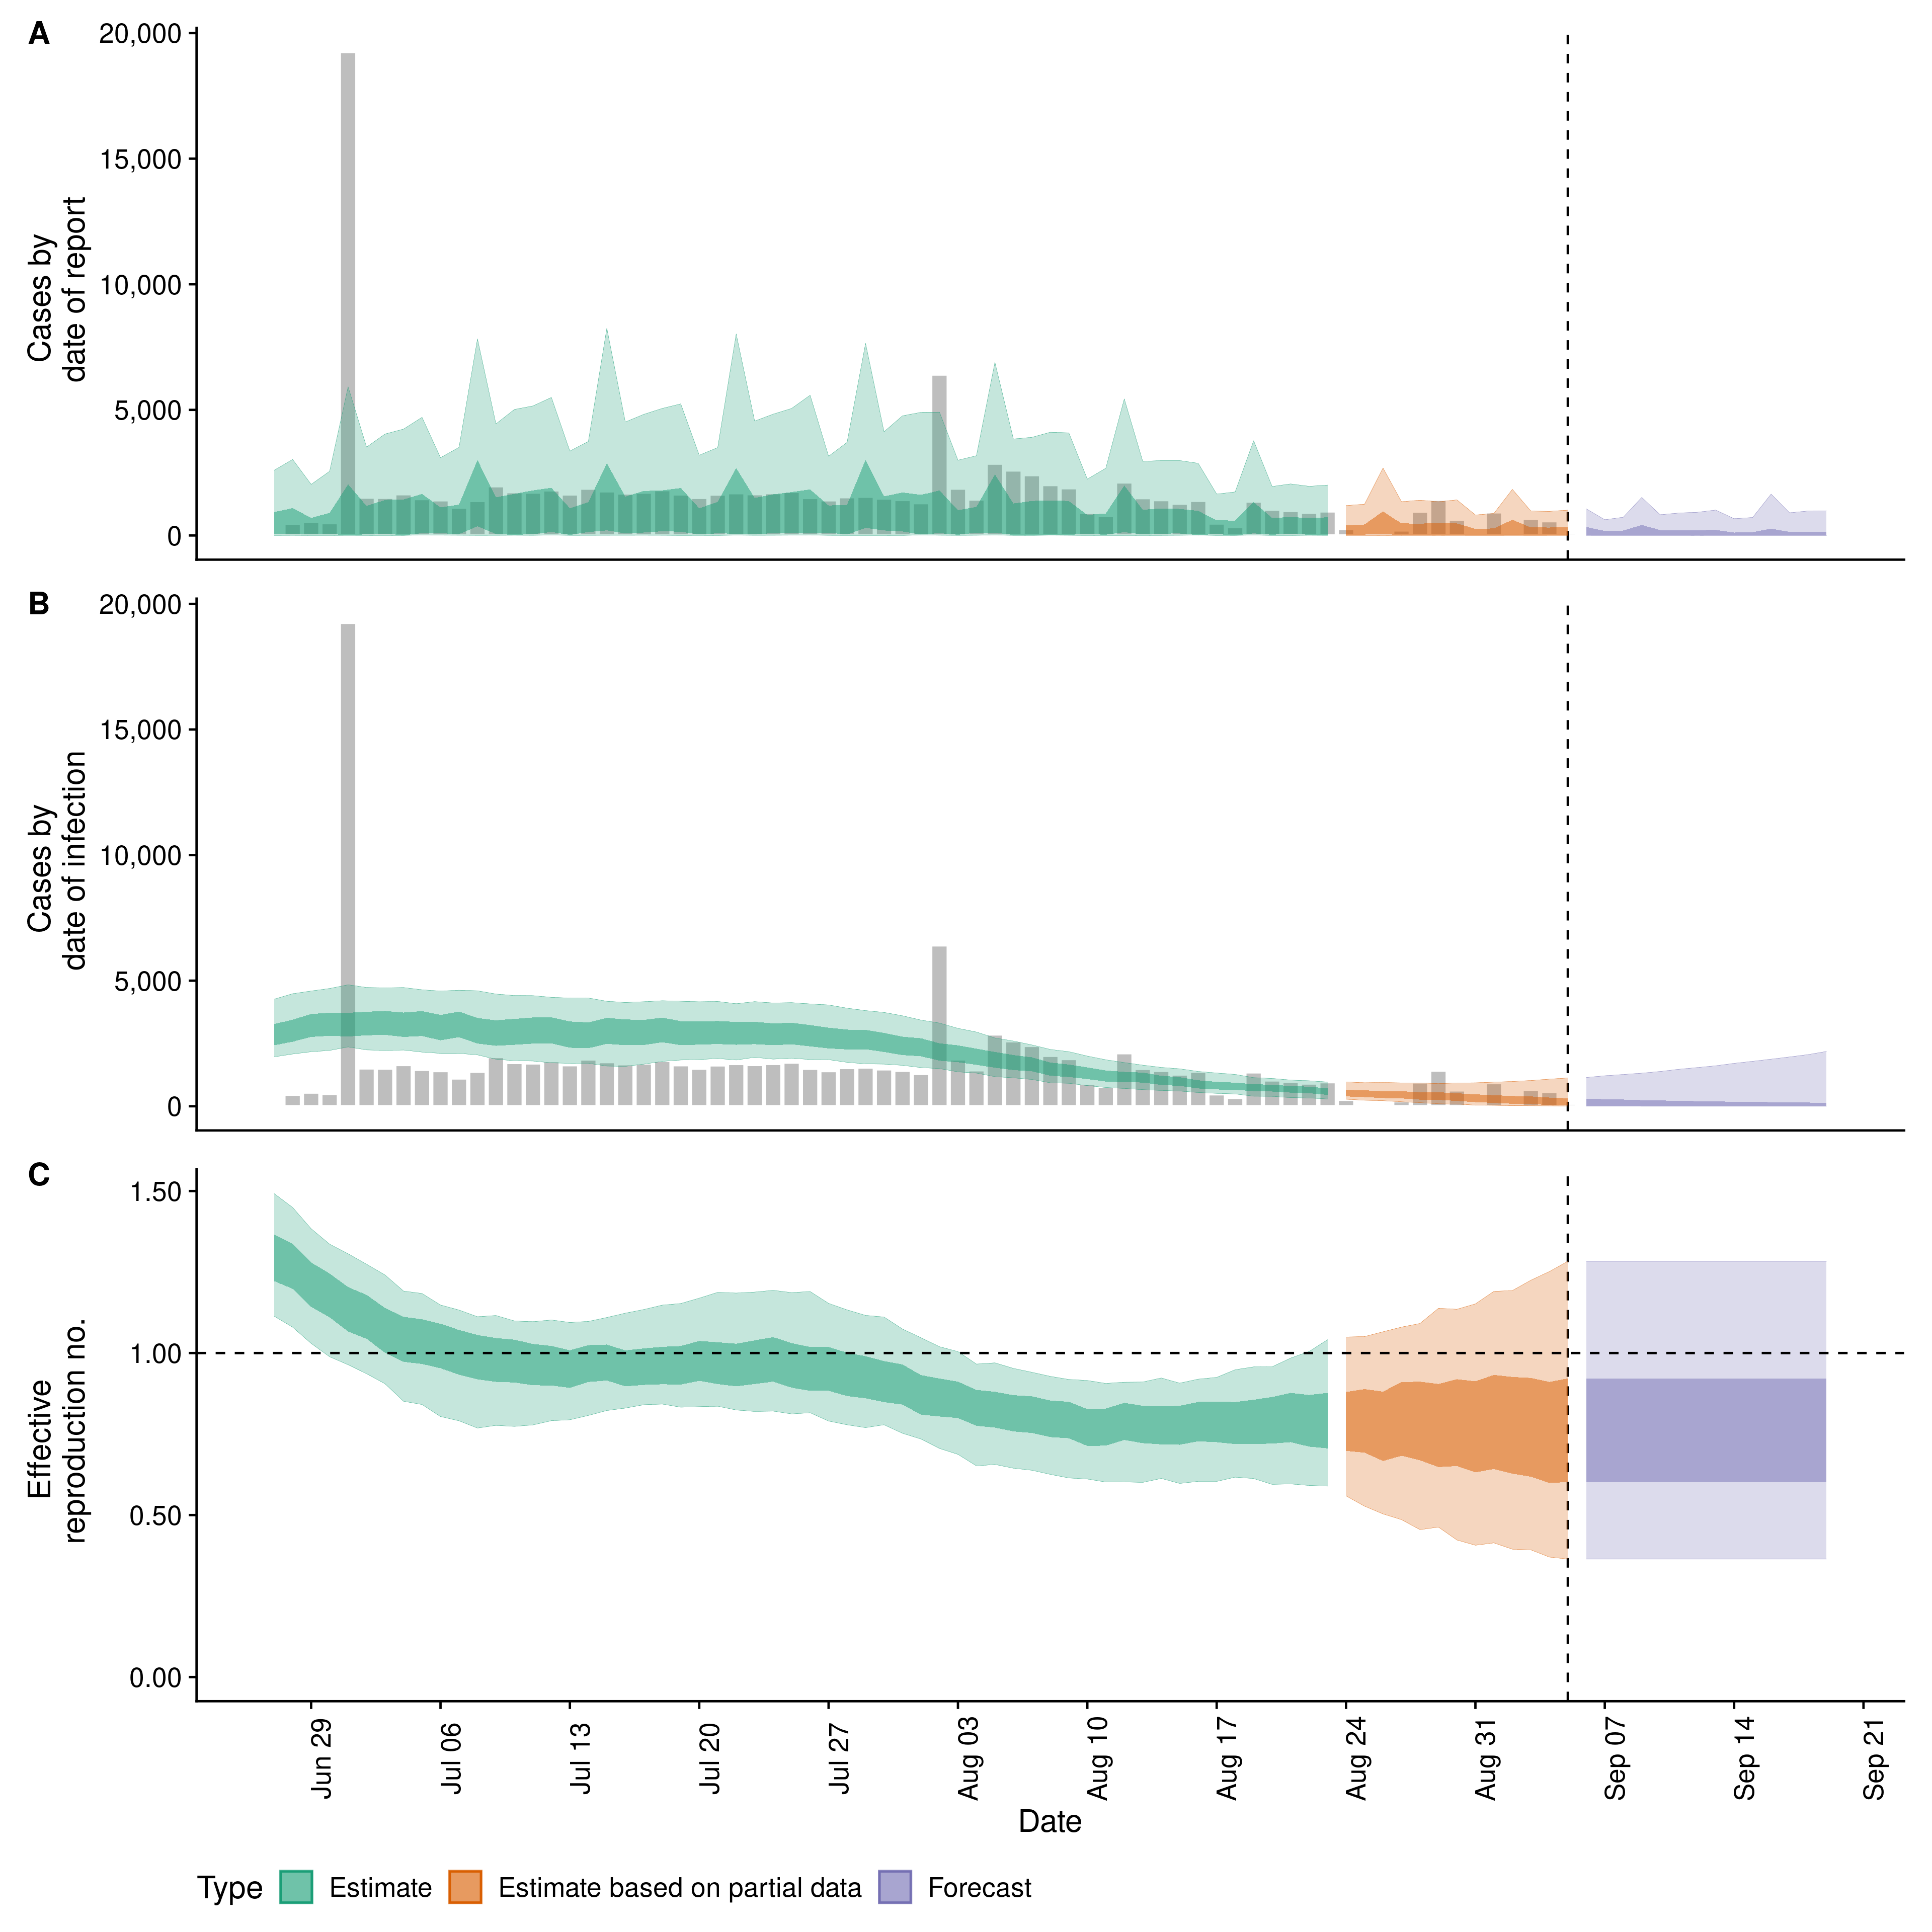 A
20,000
15,000
10,000
5,000
0
Cases by
date of report
B
20,000
15,000
10,000
5,000
0
Cases by
date of infection
C
1.50
1.00
0.50
0.00
Effective
reproduction no.
Jun 29
Jul 06
Jul 13
Jul 20
Jul 27
Aug 03
Aug 10
Aug 17
Aug 24
Aug 31
Sep 07
Sep 14
Sep 21
Date
Type Estimate Estimate based on partial data Forecast